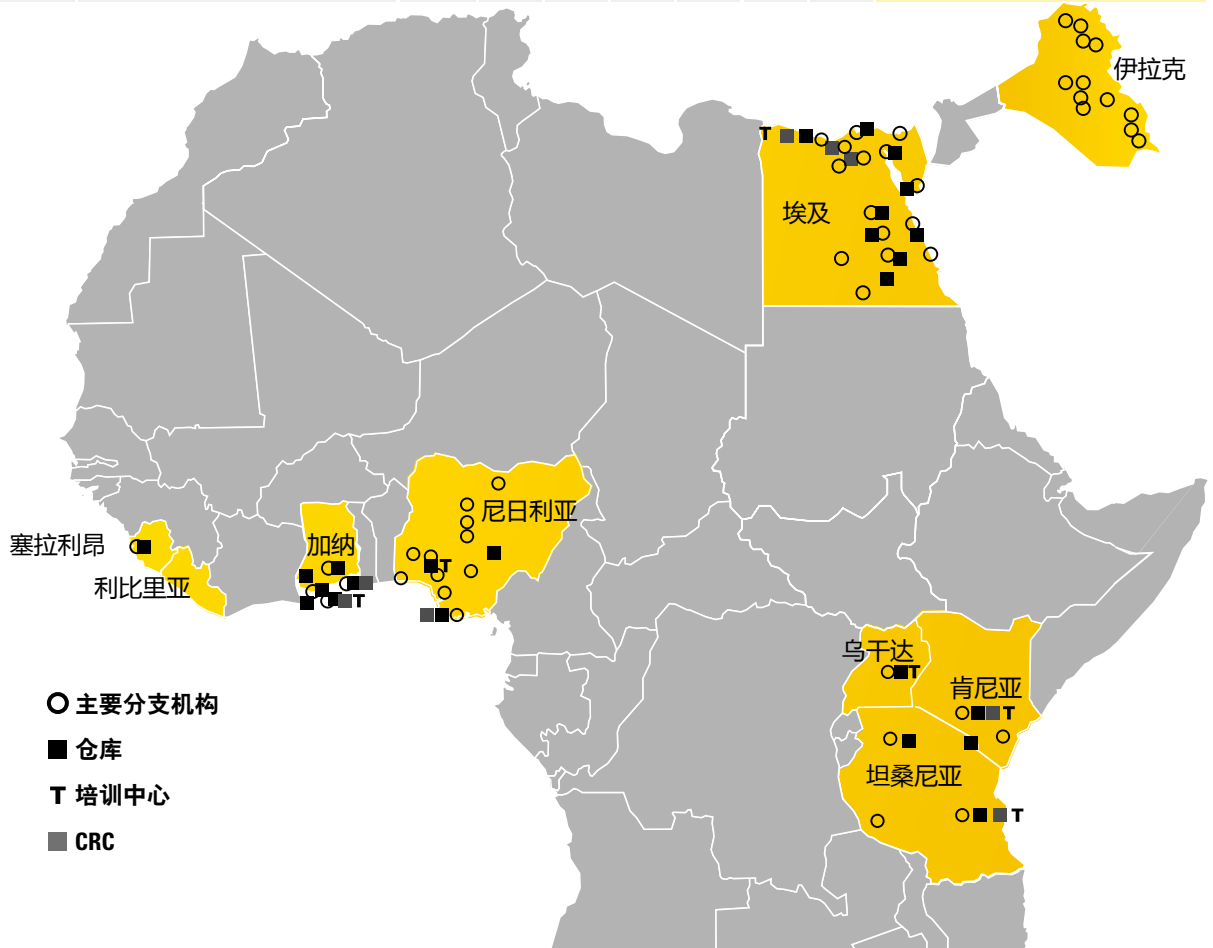 伊拉克
T
埃及
尼日利亚
塞拉利昂
加纳
T
利比里亚
T
T
乌干达
T
肯尼亚
T
坦桑尼亚
T
主要分支机构
仓库
T 培训中心
CRC